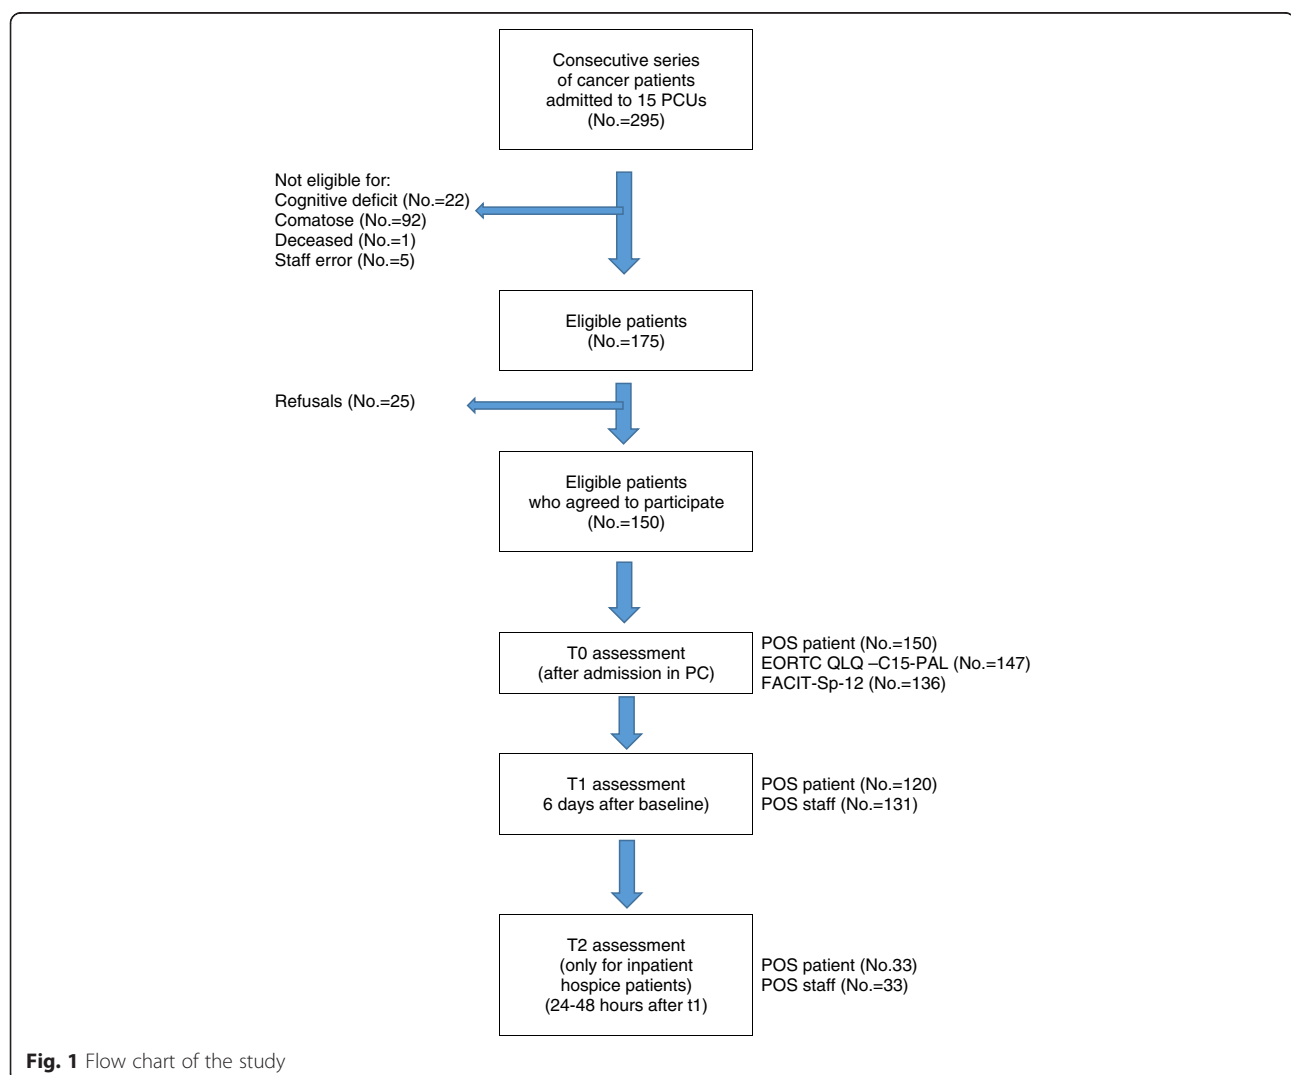 Consecutive series
of cancer patients
admitted to 15 PCUs
(No.=295)
Not eligible for:
Cognitive deficit (No.=22)
Comatose (No.=92)
Deceased (No.=1)
Staff error (No.=5)
Eligible patients
(No.=175)
Refusals (No.=25)
Eligible patients
who agreed to participate
(No.=150)
T0 assessment
(after admission in PC)
POS patient (No.=150)
EORTC QLQ –C15-PAL (No.=147)
FACIT-Sp-12 (No.=136)
T1 assessment
6 days after baseline)
POS patient (No.=120)
POS staff (No.=131)
T2 assessment
(only for inpatient
hospice patients)
(24-48 hours after t1)
POS patient (No.33)
POS staff (No.=33)
Fig. 1 Flow chart of the study